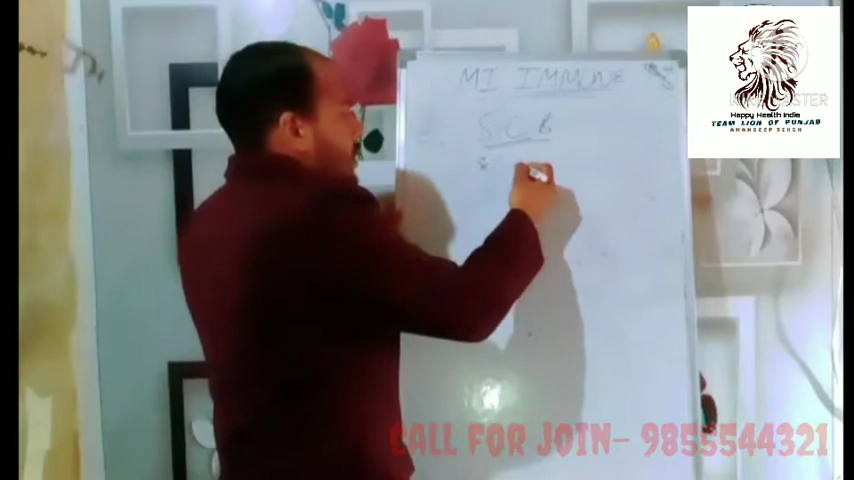 MI IMMUNE
S C B
Happy Health India
TEAM LION OF PUNJAB
AMANDEEP SINGH
CALL FOR JOIN- 9855544321